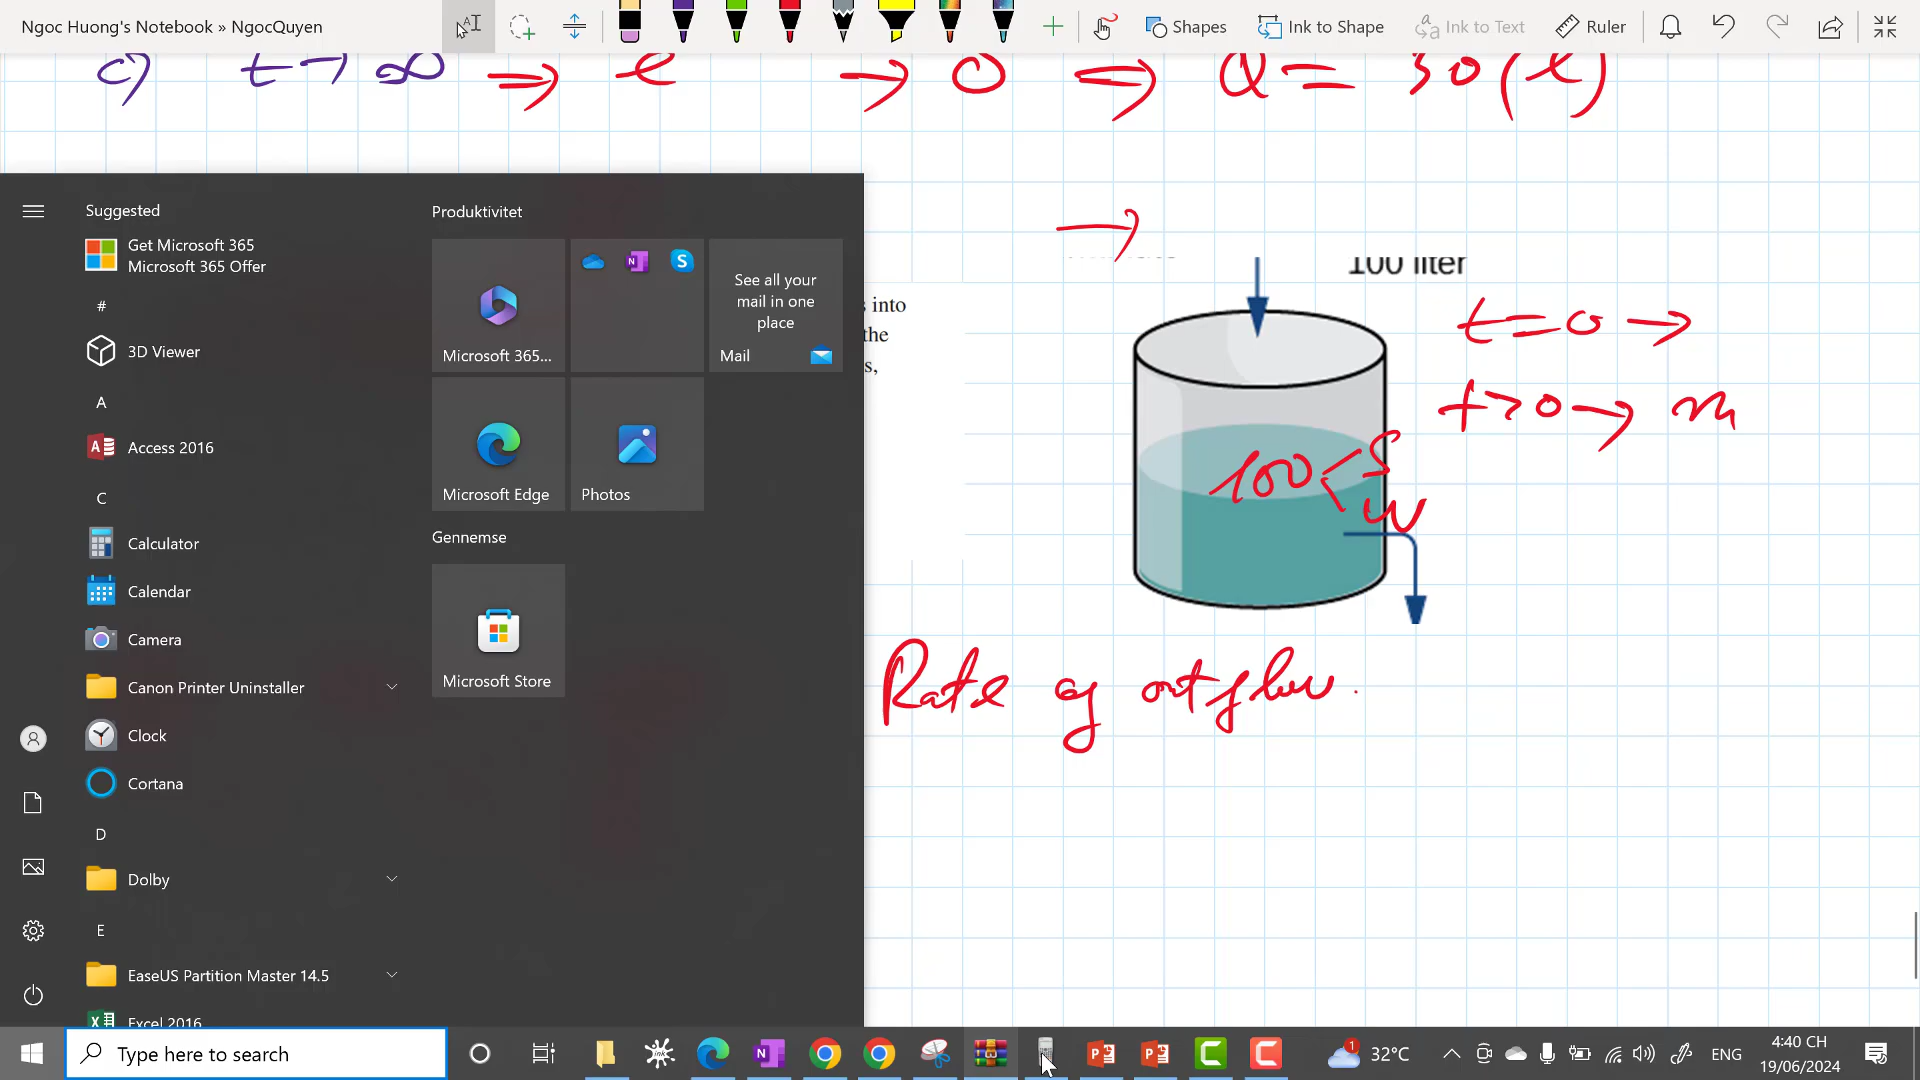 Ngoc Huong's Notebook » NgocQuyen
Shapes
Ink to Shape
Ink to Text
Ruler
c) t → ∞ ⇒ e → 0 ⇔ Q = 30 (l)
→
100 liter
s into
the
s,
t = 0 →
t > 0 → m
100 < S
W
Rate of outflow.
Suggested
Get Microsoft 365
Microsoft 365 Offer
#
3D Viewer
A
Access 2016
C
Calculator
Calendar
Camera
Canon Printer Uninstaller
Clock
Cortana
D
Dolby
E
EaseUS Partition Master 14.5
Excel 2016
Produktivitet
See all your
mail in one
place
Microsoft 365...
Mail
Microsoft Edge
Photos
Gennemse
Microsoft Store
Type here to search
1
32°C
ENG
4:40 CH
19/06/2024